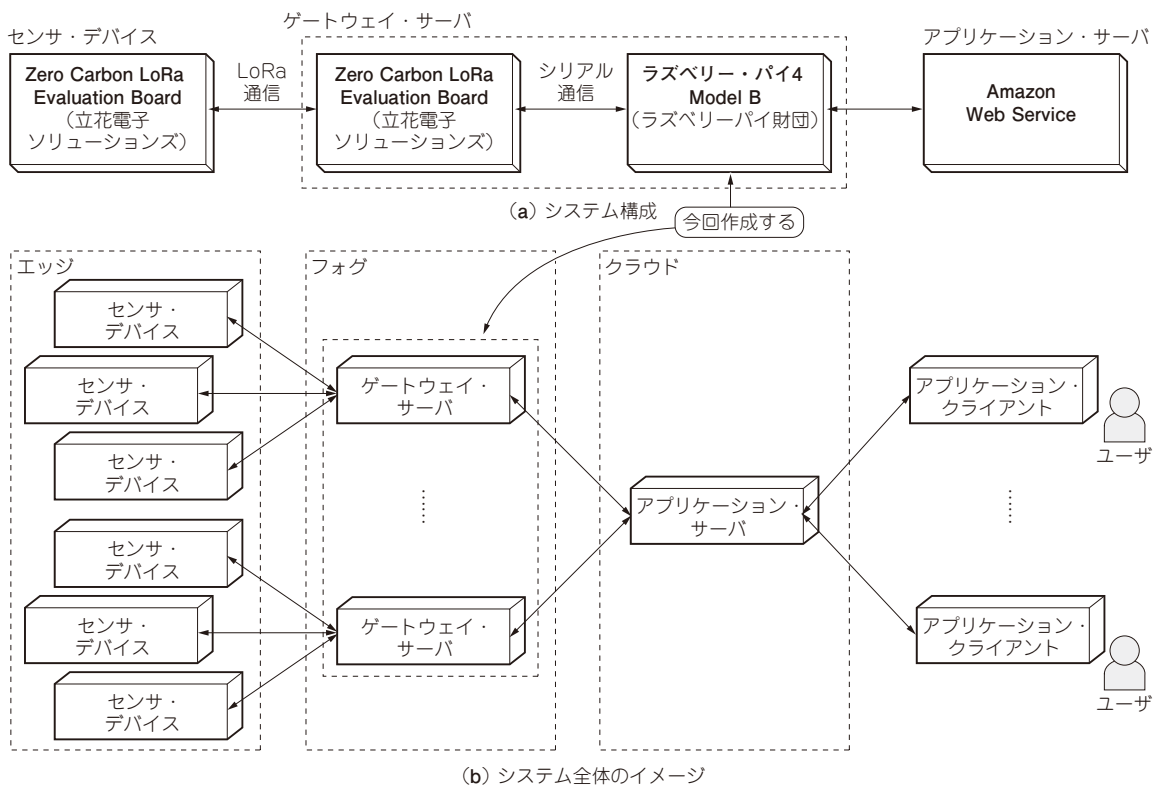 センサ・デバイス
ゲートウェイ・サーバ
アプリケーション・サーバ
Zero Carbon LoRa
Evaluation Board
（立花電子
ソリューションズ）
LoRa
通信
Zero Carbon LoRa
Evaluation Board
（立花電子
ソリューションズ）
シリアル
通信
ラズベリー・パイ4
Model B
（ラズベリーパイ財団）
Amazon
Web Service
（a）システム構成
今回作成する
エッジ
フォグ
クラウド
センサ・
デバイス
センサ・
デバイス
センサ・
デバイス
センサ・
デバイス
センサ・
デバイス
センサ・
デバイス
ゲートウェイ・
サーバ
……
ゲートウェイ・
サーバ
アプリケーション・
サーバ
アプリケーション・
クライアント
ユーザ
……
アプリケーション・
クライアント
ユーザ
（b）システム全体のイメージ